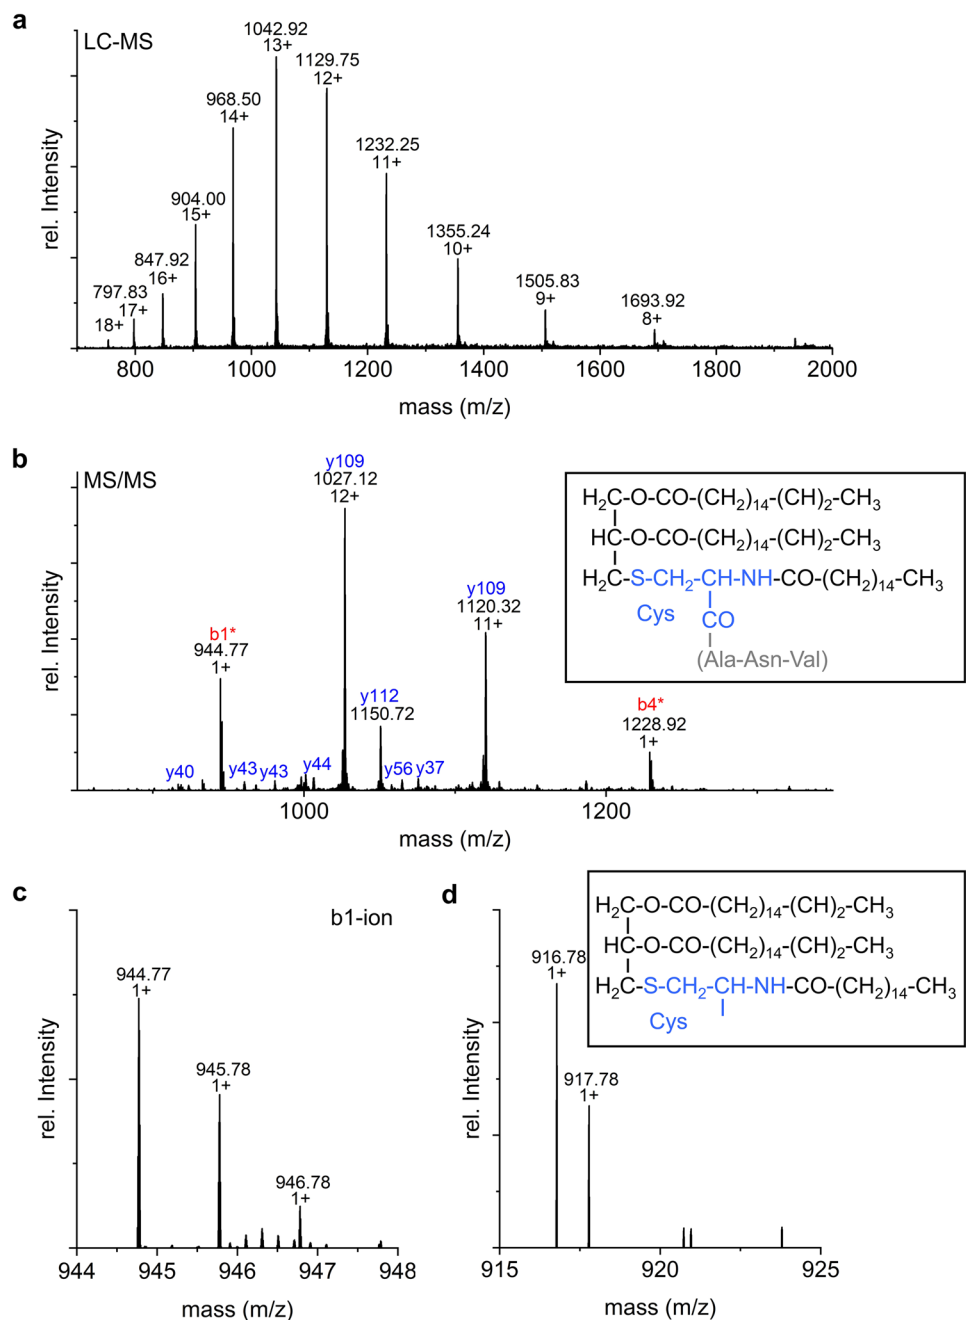 a
LC-MS
1042.92
13+
1129.75
12+
968.50
14+
1232.25
11+
904.00
15+
1355.24
10+
847.92
16+
1505.83
9+
797.83
17+
1693.92
8+
18+
rel. Intensity
800 1000 1200 1400 1600 1800 2000
mass (m/z)
b
MS/MS
y109
1027.12
12+
y109
1120.32
11+
b1*
944.77
1+
y112
1150.72
b4*
1228.92
1+
y40
y43
y43
y44
y56
y37
rel. Intensity
1000 1200
mass (m/z)
H2C-O-CO-(CH2)14-(CH)2-CH3
HC-O-CO-(CH2)14-(CH)2-CH3
H2C-S-CH2-CH-NH-CO-(CH2)14-CH3
Cys
CO
(Ala-Asn-Val)
c
b1-ion
944.77
1+
945.78
1+
946.78
1+
rel. Intensity
944 945 946 947 948
mass (m/z)
d
916.78
1+
917.78
1+
H2C-O-CO-(CH2)14-(CH)2-CH3
HC-O-CO-(CH2)14-(CH)2-CH3
H2C-S-CH2-CH-NH-CO-(CH2)14-CH3
Cys
rel. Intensity
915 920 925
mass (m/z)